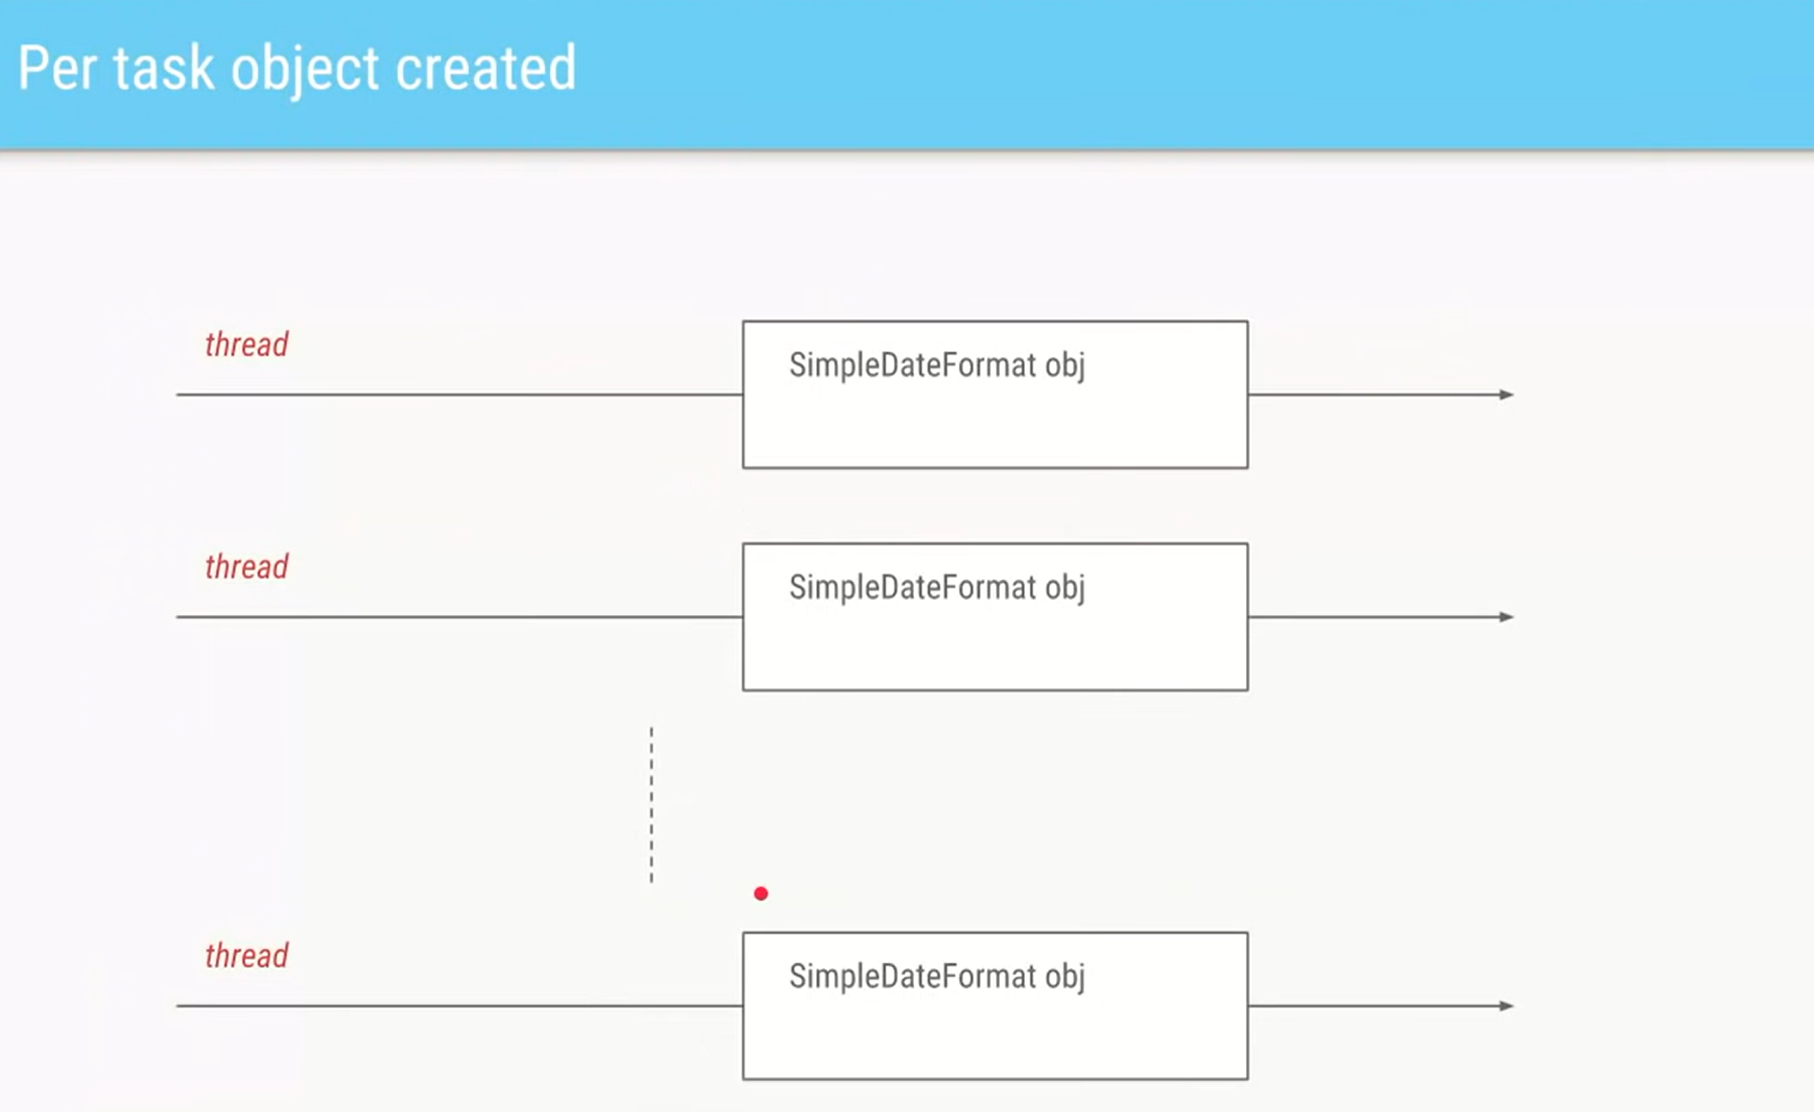 Per task object created
thread
SimpleDateFormat obj
thread
SimpleDateFormat obj
thread
SimpleDateFormat obj